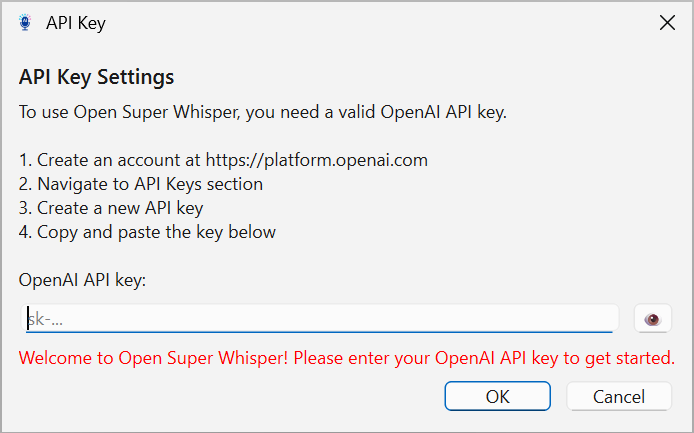 API Key
API Key Settings
To use Open Super Whisper, you need a valid OpenAI API key.
1. Create an account at https://platform.openai.com
2. Navigate to API Keys section
3. Create a new API key
4. Copy and paste the key below
OpenAI API key:
sk-...
Welcome to Open Super Whisper! Please enter your OpenAI API key to get started.
OK Cancel